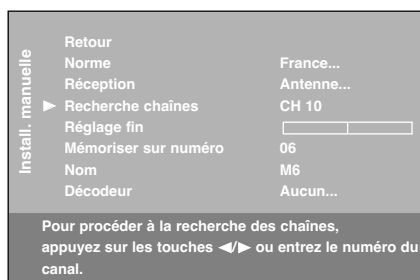 Install. manuelle
Retour
Norme France...
Réception Antenne...
▶ Recherche chaînes CH 10
Réglage fin
Mémoriser sur numéro 06
Nom M6
Décodeur Aucun...
Pour procéder à la recherche des chaînes,
appuyez sur les touches ◀/▶ ou entrez le numéro du
canal.